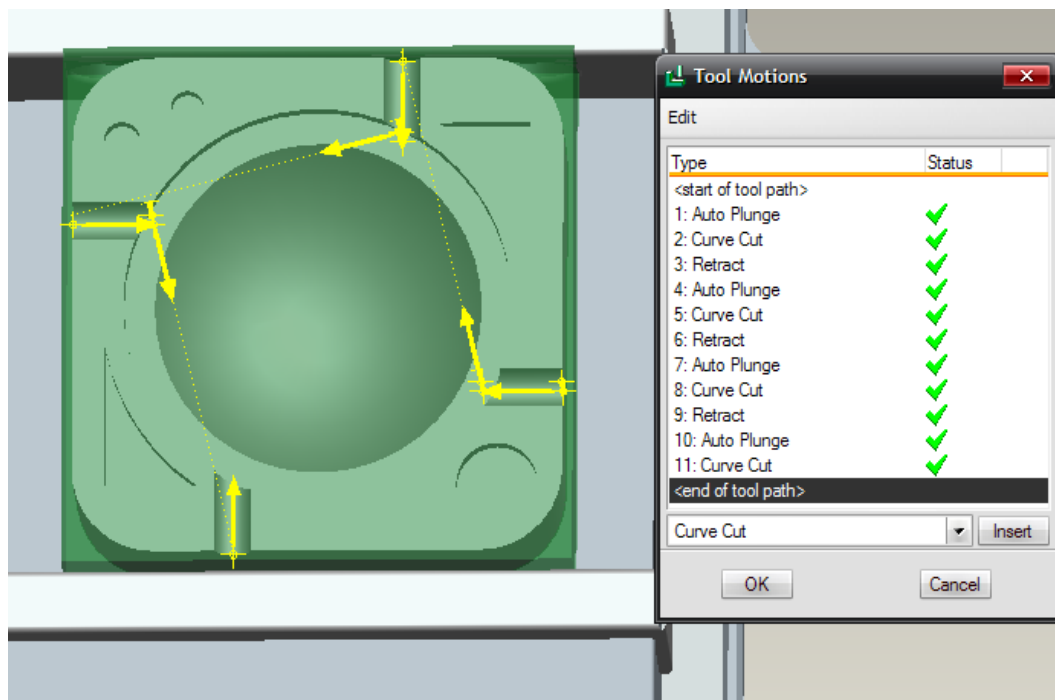 Tool Motions
Edit
Type Status
<start of tool path>
1: Auto Plunge
2: Curve Cut
3: Retract
4: Auto Plunge
5: Curve Cut
6: Retract
7: Auto Plunge
8: Curve Cut
9: Retract
10: Auto Plunge
11: Curve Cut
<end of tool path>
Curve Cut Insert
OK Cancel